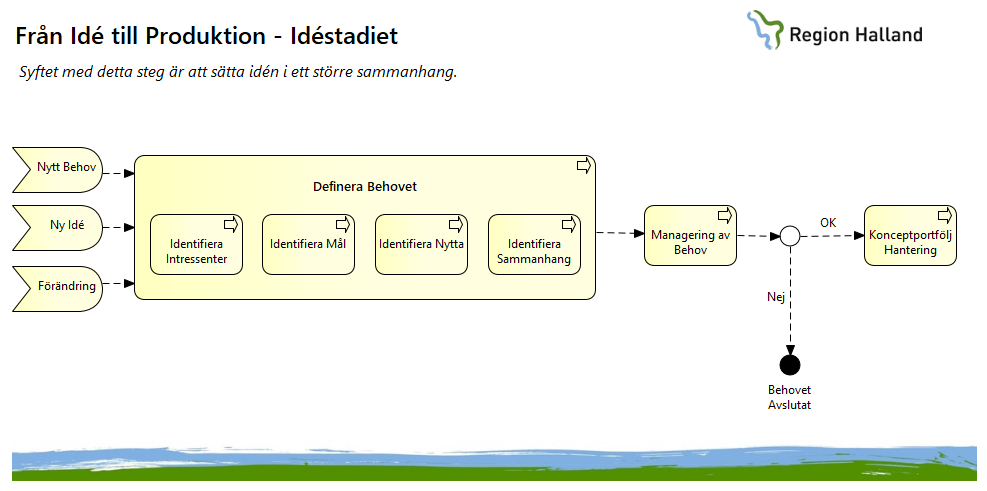 Från Idé till Produktion - Idéstadiet
Region Halland
Syftet med detta steg är att sätta idén i ett större sammanhang.
Nytt Behov
Ny Idé
Förändring
Definera Behovet
Identifiera
Intressenter
Identifiera Mål
Identifiera Nytta
Identifiera
Sammanhang
Managering av
Behov
OK
Konceptportfölj
Hantering
Nej
Behovet
Avslutat